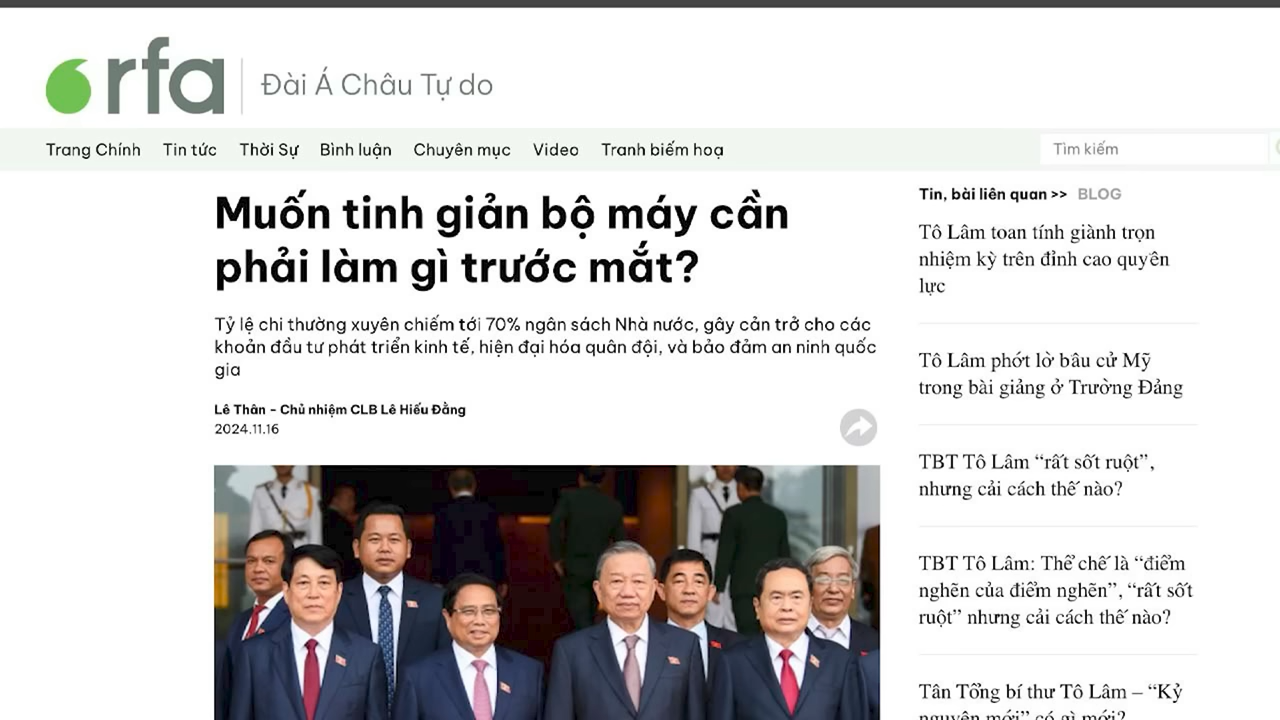 rfa
Đài Á Châu Tự do
Trang Chính Tin tức Thời Sự Bình luận Chuyên mục Video Tranh biếm hoạ
Tìm kiếm
Muốn tinh giản bộ máy cần
phải làm gì trước mắt?
Tỷ lệ chi thường xuyên chiếm tới 70% ngân sách Nhà nước, gây cản trở cho các
khoản đầu tư phát triển kinh tế, hiện đại hóa quân đội, và bảo đảm an ninh quốc
gia
Lê Thân - Chủ nhiệm CLB Lê Hiếu Đằng
2024.11.16
Tin, bài liên quan >> BLOG
Tô Lâm toan tính giành trọn
nhiệm kỳ trên đỉnh cao quyền
lực
Tô Lâm phớt lờ bầu cử Mỹ
trong bài giảng ở Trường Đảng
TBT Tô Lâm “rất sốt ruột”,
nhưng cải cách thế nào?
TBT Tô Lâm: Thể chế là “điểm
nghẽn của điểm nghẽn”, “rất sốt
ruột” nhưng cải cách thế nào?
Tân Tổng bí thư Tô Lâm – “Kỷ
nguyên mới” có gì mới?